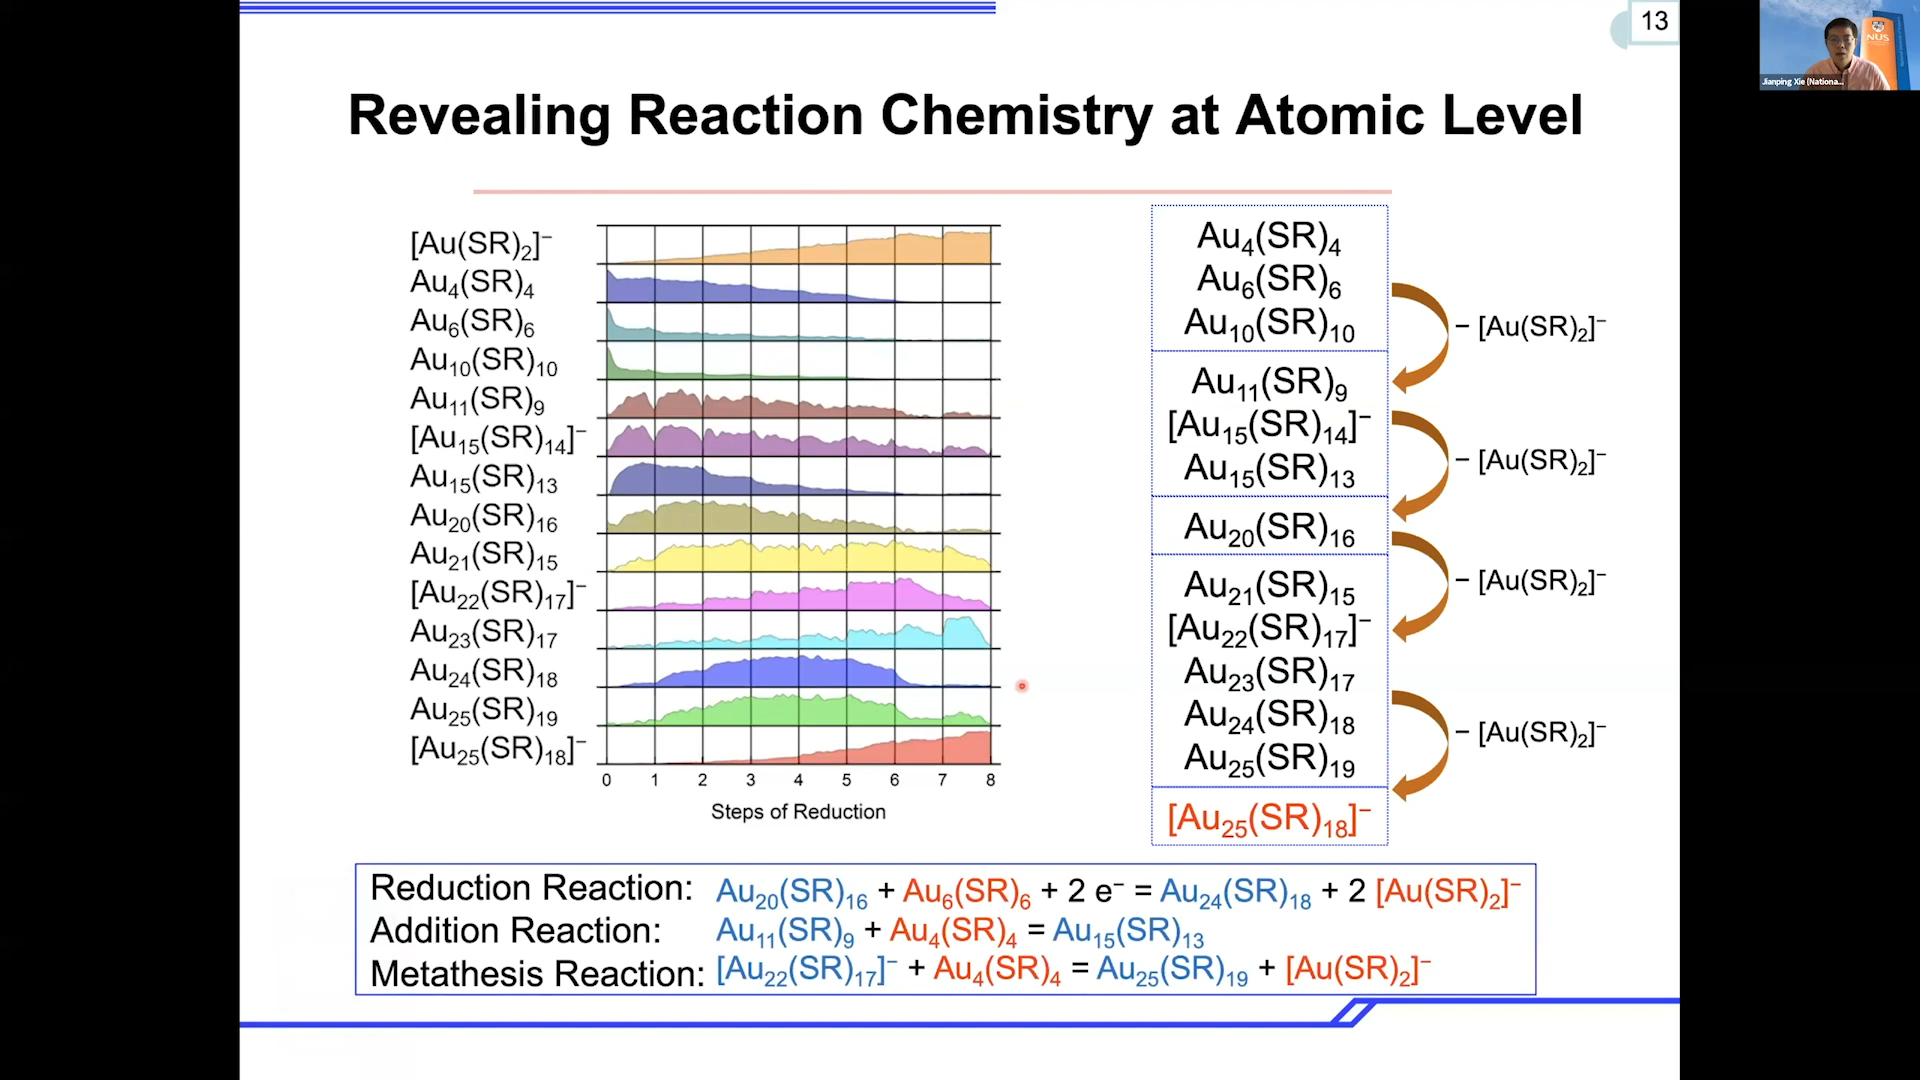 13
NUS
Jianping Xie (Nationa...
Revealing Reaction Chemistry at Atomic Level
[Au(SR)₂]⁻
Au₄(SR)₄
Au₆(SR)₆
Au₁₀(SR)₁₀
Au₁₁(SR)₉
[Au₁₅(SR)₁₄]⁻
Au₁₅(SR)₁₃
Au₂₀(SR)₁₆
Au₂₁(SR)₁₅
[Au₂₂(SR)₁₇]⁻
Au₂₃(SR)₁₇
Au₂₄(SR)₁₈
Au₂₅(SR)₁₉
[Au₂₅(SR)₁₈]⁻
0 1 2 3 4 5 6 7 8
Steps of Reduction
Au₄(SR)₄
Au₆(SR)₆
Au₁₀(SR)₁₀
− [Au(SR)₂]⁻
Au₁₁(SR)₉
[Au₁₅(SR)₁₄]⁻
Au₁₅(SR)₁₃
− [Au(SR)₂]⁻
Au₂₀(SR)₁₆
− [Au(SR)₂]⁻
Au₂₁(SR)₁₅
[Au₂₂(SR)₁₇]⁻
Au₂₃(SR)₁₇
Au₂₄(SR)₁₈
Au₂₅(SR)₁₉
− [Au(SR)₂]⁻
[Au₂₅(SR)₁₈]⁻
Reduction Reaction: Au₂₀(SR)₁₆ + Au₆(SR)₆ + 2 e⁻ = Au₂₄(SR)₁₈ + 2 [Au(SR)₂]⁻
Addition Reaction: Au₁₁(SR)₉ + Au₄(SR)₄ = Au₁₅(SR)₁₃
Metathesis Reaction: [Au₂₂(SR)₁₇]⁻ + Au₄(SR)₄ = Au₂₅(SR)₁₉ + [Au(SR)₂]⁻